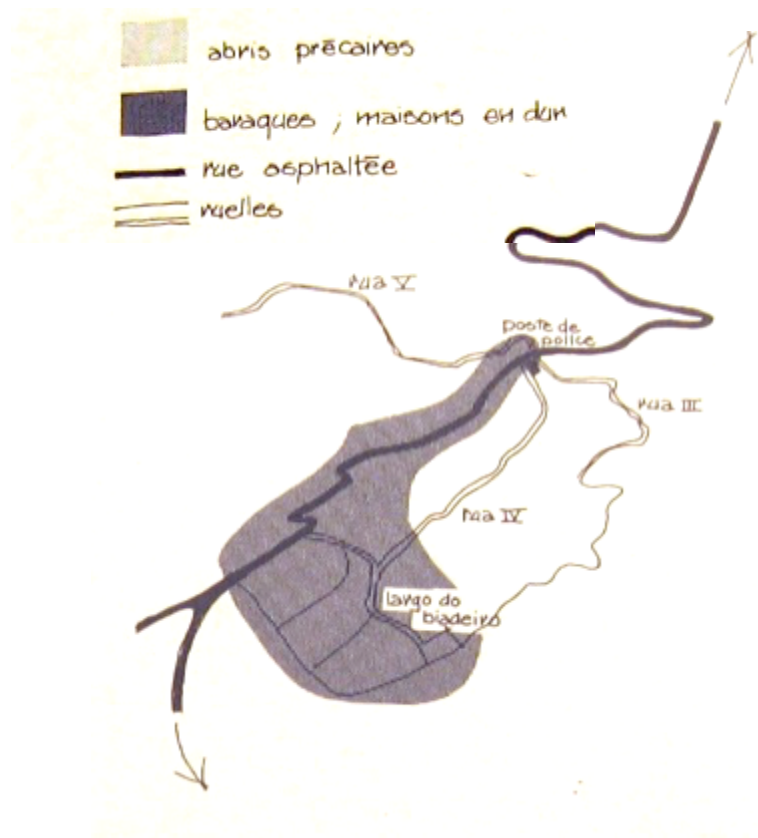 abris précaires
baraques ; maisons en dur
rue asphaltée
ruelles
rua V
poste de
police
rua III
rua IV
largo do
biadeiro